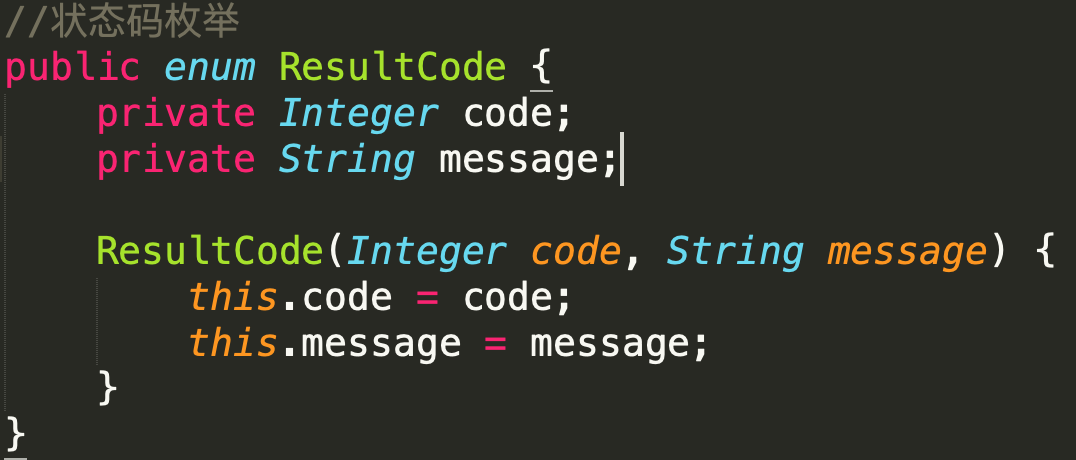 //状态码枚举
public enum ResultCode {
    private Integer code;
    private String message;

    ResultCode(Integer code, String message) {
        this.code = code;
        this.message = message;
    }
}